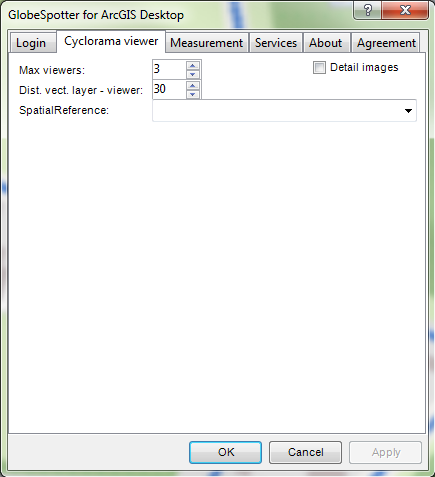 GlobeSpotter for ArcGIS Desktop
Login Cyclorama viewer Measurement Services About Agreement
Max viewers: 3 Detail images
Dist. vect. layer - viewer: 30
SpatialReference:
OK Cancel Apply